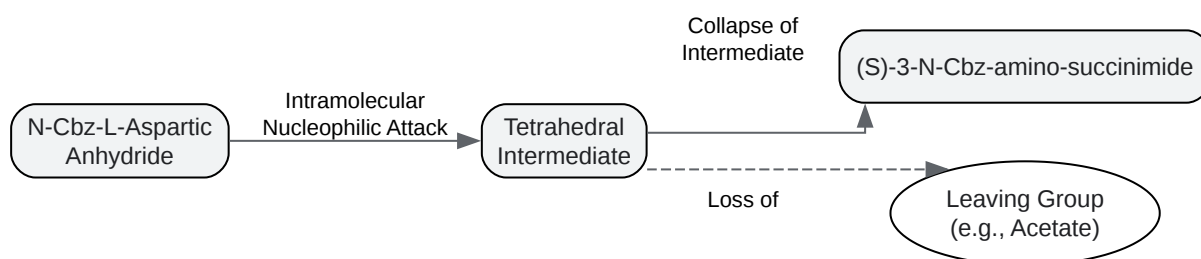 N-Cbz-L-Aspartic
Anhydride
Intramolecular
Nucleophilic Attack
Tetrahedral
Intermediate
Collapse of
Intermediate
(S)-3-N-Cbz-amino-succinimide
Loss of
Leaving Group
(e.g., Acetate)